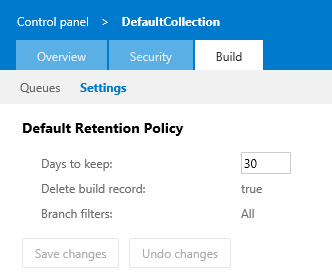 Control panel > DefaultCollection
Overview Security Build
Queues Settings
Default Retention Policy
Days to keep: 30
Delete build record: true
Branch filters: All
Save changes Undo changes